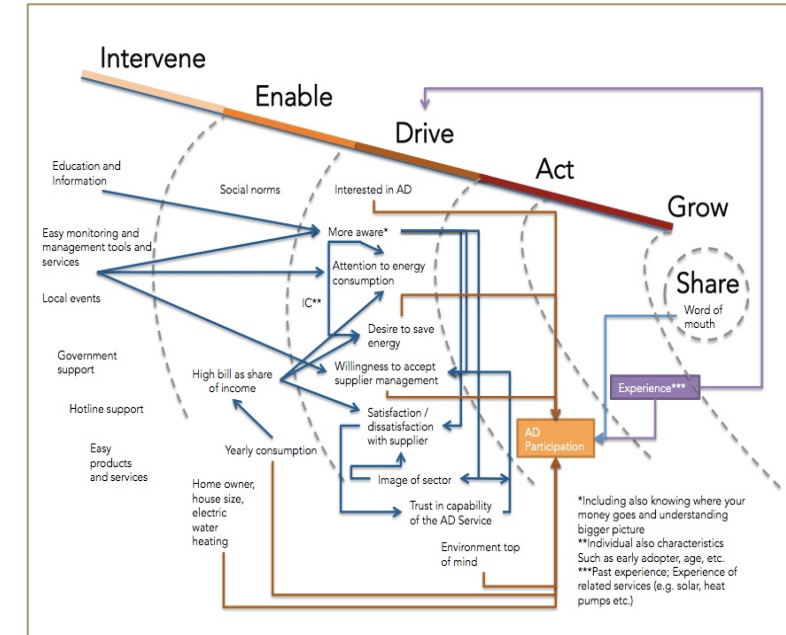 Intervene
Enable
Drive
Act
Grow
Education and
Information
Social norms
Interested in AD
Easy monitoring and
management tools and
services
Local events
Government
support
Hotline support
Easy
products
and services
More aware*
Attention to energy
consumption
IC**
Desire to save
energy
High bill as share
of income
Willingness to accept
supplier management
Satisfaction /
dissatisfaction
with supplier
Yearly consumption
Image of sector
Home owner,
house size,
electric
water
heating
Trust in capability
of the AD Service
Environment top
of mind
Share
Word of
mouth
Experience***
AD
Participation
*Including also knowing where your
money goes and understanding
bigger picture
**Individual also characteristics
Such as early adopter, age, etc.
***Past experience; Experience of
related services (e.g. solar, heat
pumps etc.)